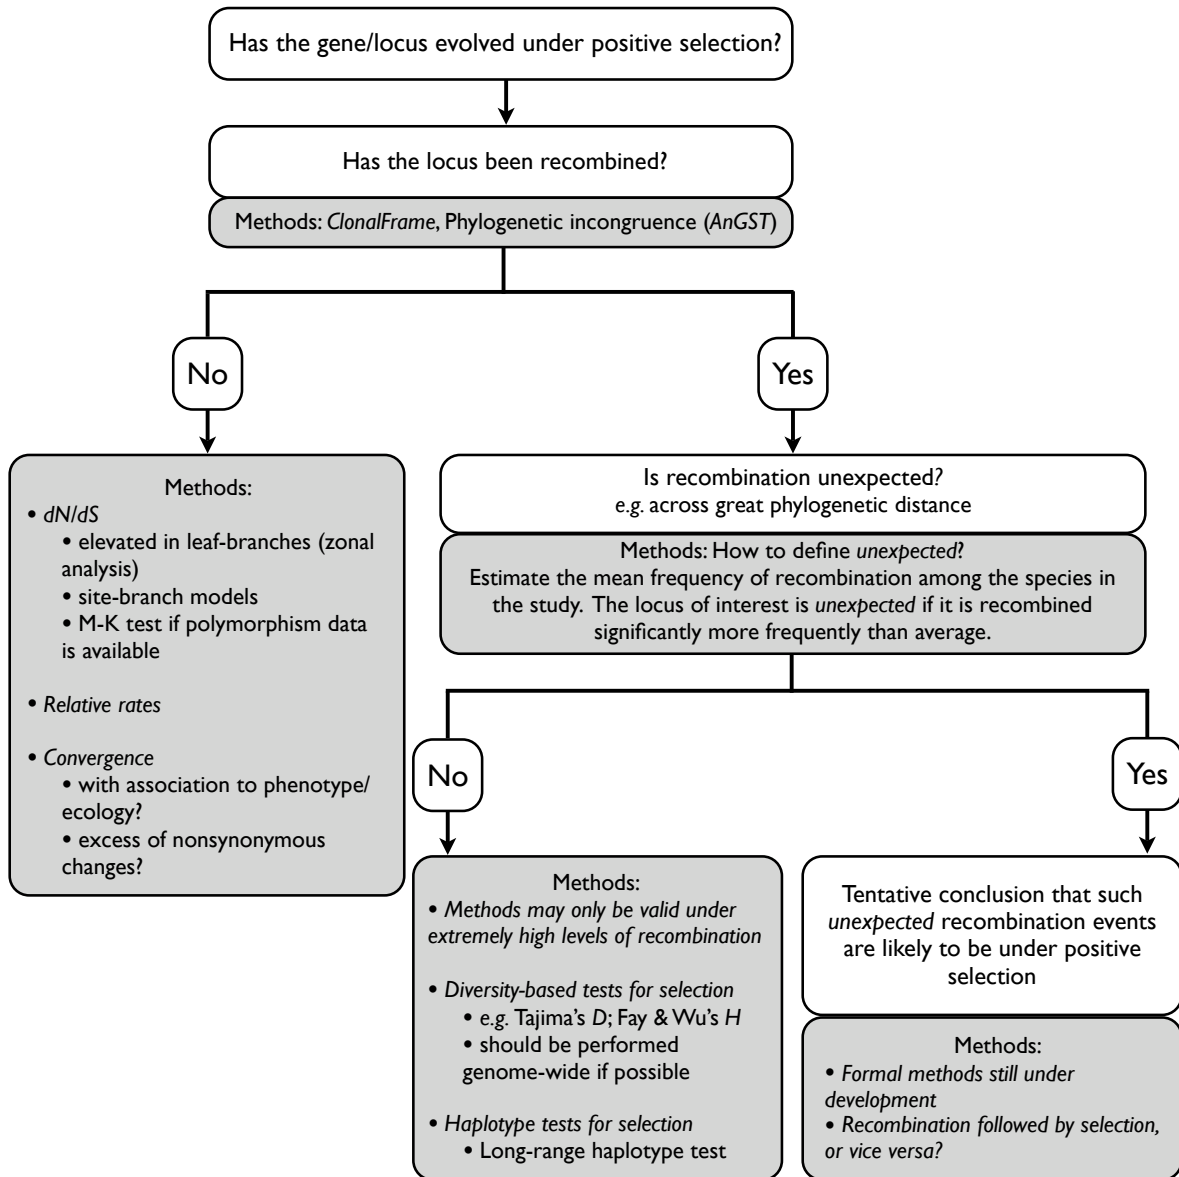 Has the gene/locus evolved under positive selection?
Has the locus been recombined?
Methods: ClonalFrame, Phylogenetic incongruence (AnGST)
No
Yes
Methods:
• dN/dS
• elevated in leaf-branches (zonal
analysis)
• site-branch models
• M-K test if polymorphism data
is available
• Relative rates
• Convergence
• with association to phenotype/
ecology?
• excess of nonsynonymous
changes?
Is recombination unexpected?
e.g. across great phylogenetic distance
Methods: How to define unexpected?
Estimate the mean frequency of recombination among the species in
the study. The locus of interest is unexpected if it is recombined
significantly more frequently than average.
No
Yes
Methods:
• Methods may only be valid under
extremely high levels of recombination
• Diversity-based tests for selection
• e.g. Tajima's D; Fay & Wu's H
• should be performed
genome-wide if possible
• Haplotype tests for selection
• Long-range haplotype test
Tentative conclusion that such
unexpected recombination events
are likely to be under positive
selection
Methods:
• Formal methods still under
development
• Recombination followed by selection,
or vice versa?